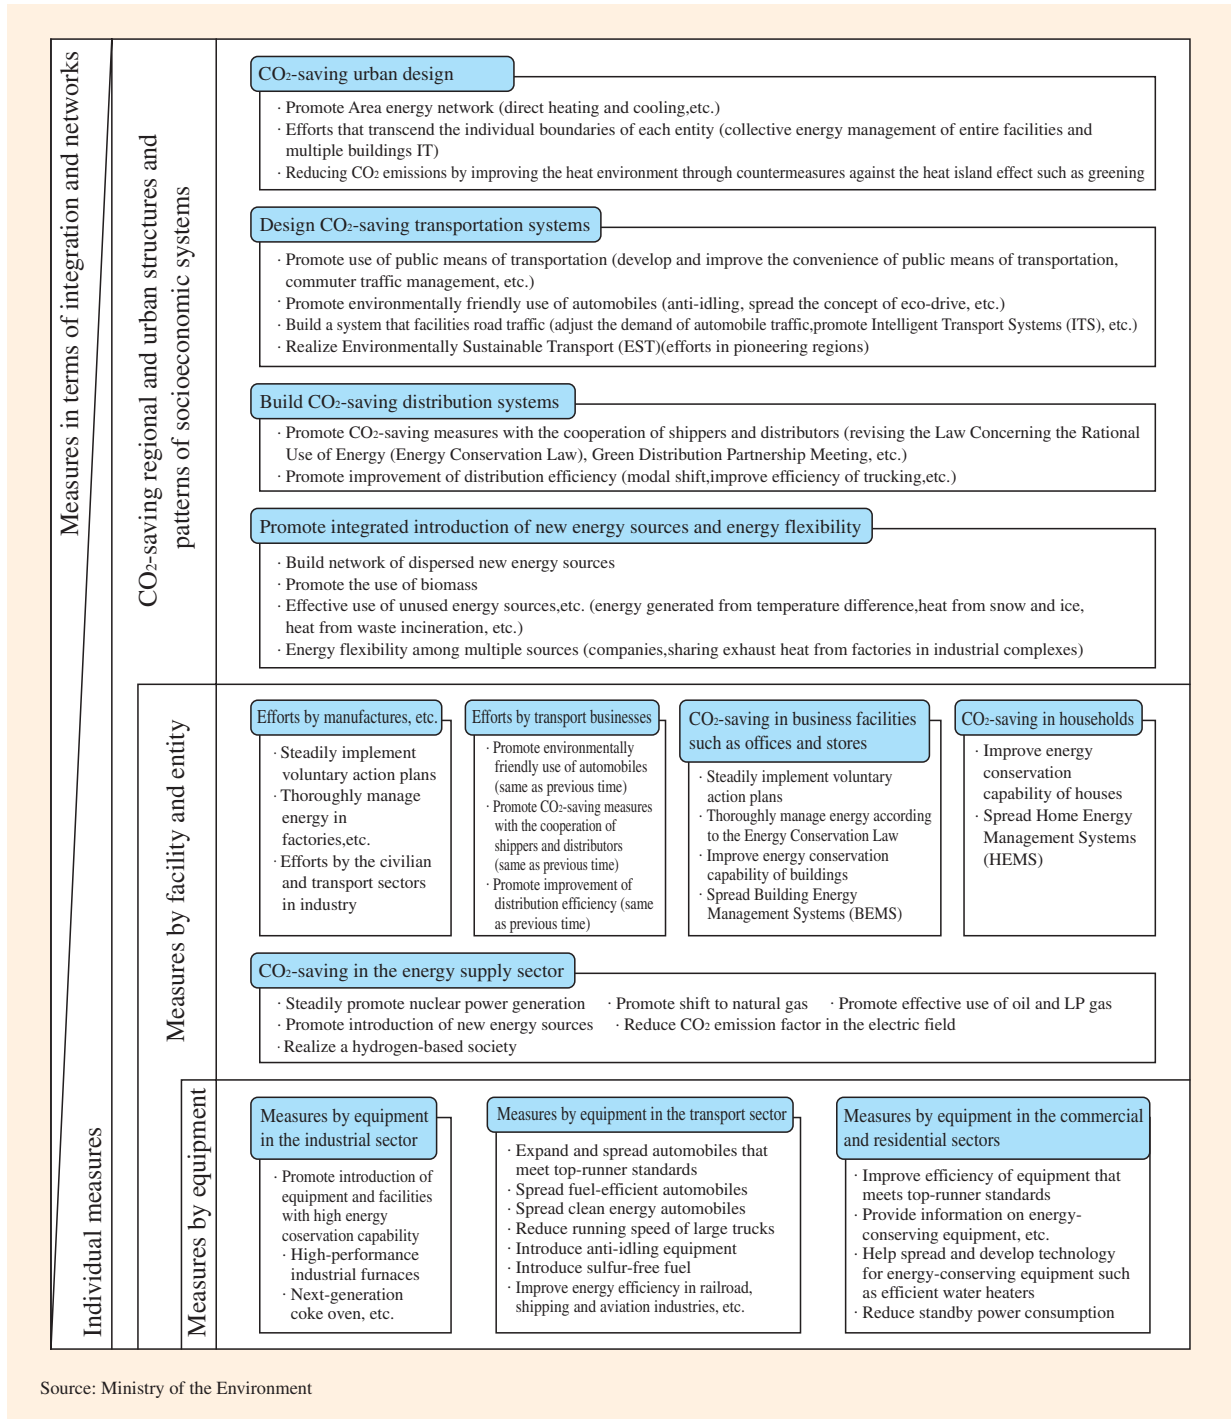 Measures in terms of integration and networks
Individual measures
CO2-saving regional and urban structures and
patterns of socioeconomic systems
CO2-saving urban design
· Promote Area energy network (direct heating and cooling,etc.)
· Efforts that transcend the individual boundaries of each entity (collective energy management of entire facilities and
multiple buildings IT)
· Reducing CO2 emissions by improving the heat environment through countermeasures against the heat island effect such as greening
Design CO2-saving transportation systems
· Promote use of public means of transportation (develop and improve the convenience of public means of transportation,
commuter traffic management, etc.)
· Promote environmentally friendly use of automobiles (anti-idling, spread the concept of eco-drive, etc.)
· Build a system that facilities road traffic (adjust the demand of automobile traffic,promote Intelligent Transport Systems (ITS), etc.)
· Realize Environmentally Sustainable Transport (EST)(efforts in pioneering regions)
Build CO2-saving distribution systems
· Promote CO2-saving measures with the cooperation of shippers and distributors (revising the Law Concerning the Rational
Use of Energy (Energy Conservation Law), Green Distribution Partnership Meeting, etc.)
· Promote improvement of distribution efficiency (modal shift,improve efficiency of trucking,etc.)
Promote integrated introduction of new energy sources and energy flexibility
· Build network of dispersed new energy sources
· Promote the use of biomass
· Effective use of unused energy sources,etc. (energy generated from temperature difference,heat from snow and ice,
heat from waste incineration, etc.)
· Energy flexibility among multiple sources (companies,sharing exhaust heat from factories in industrial complexes)
Measures by facility and entity
Efforts by manufactures, etc.
· Steadily implement
voluntary action plans
· Thoroughly manage
energy in
factories,etc.
· Efforts by the civilian
and transport sectors
in industry
Efforts by transport businesses
· Promote environmentally
friendly use of automobiles
(same as previous time)
· Promote CO2-saving measures
with the cooperation of
shippers and distributors
(same as previous time)
· Promote improvement of
distribution efficiency (same
as previous time)
CO2-saving in business facilities
such as offices and stores
· Steadily implement voluntary
action plans
· Thoroughly manage energy according
to the Energy Conservation Law
· Improve energy conservation
capability of buildings
· Spread Building Energy
Management Systems (BEMS)
CO2-saving in households
· Improve energy
conservation
capability of houses
· Spread Home Energy
Management Systems
(HEMS)
CO2-saving in the energy supply sector
· Steadily promote nuclear power generation · Promote shift to natural gas · Promote effective use of oil and LP gas
· Promote introduction of new energy sources · Reduce CO2 emission factor in the electric field
· Realize a hydrogen-based society
Measures by equipment
Measures by equipment
in the industrial sector
· Promote introduction of
equipment and facilities
with high energy
coservation capability
· High-performance
industrial furnaces
· Next-generation
coke oven, etc.
Measures by equipment in the transport sector
· Expand and spread automobiles that
meet top-runner standards
· Spread fuel-efficient automobiles
· Spread clean energy automobiles
· Reduce running speed of large trucks
· Introduce anti-idling equipment
· Introduce sulfur-free fuel
· Improve energy efficiency in railroad,
shipping and aviation industries, etc.
Measures by equipment in the commercial
and residential sectors
· Improve efficiency of equipment that
meets top-runner standards
· Provide information on energy-
conserving equipment, etc.
· Help spread and develop technology
for energy-conserving equipment such
as efficient water heaters
· Reduce standby power consumption
Source: Ministry of the Environment